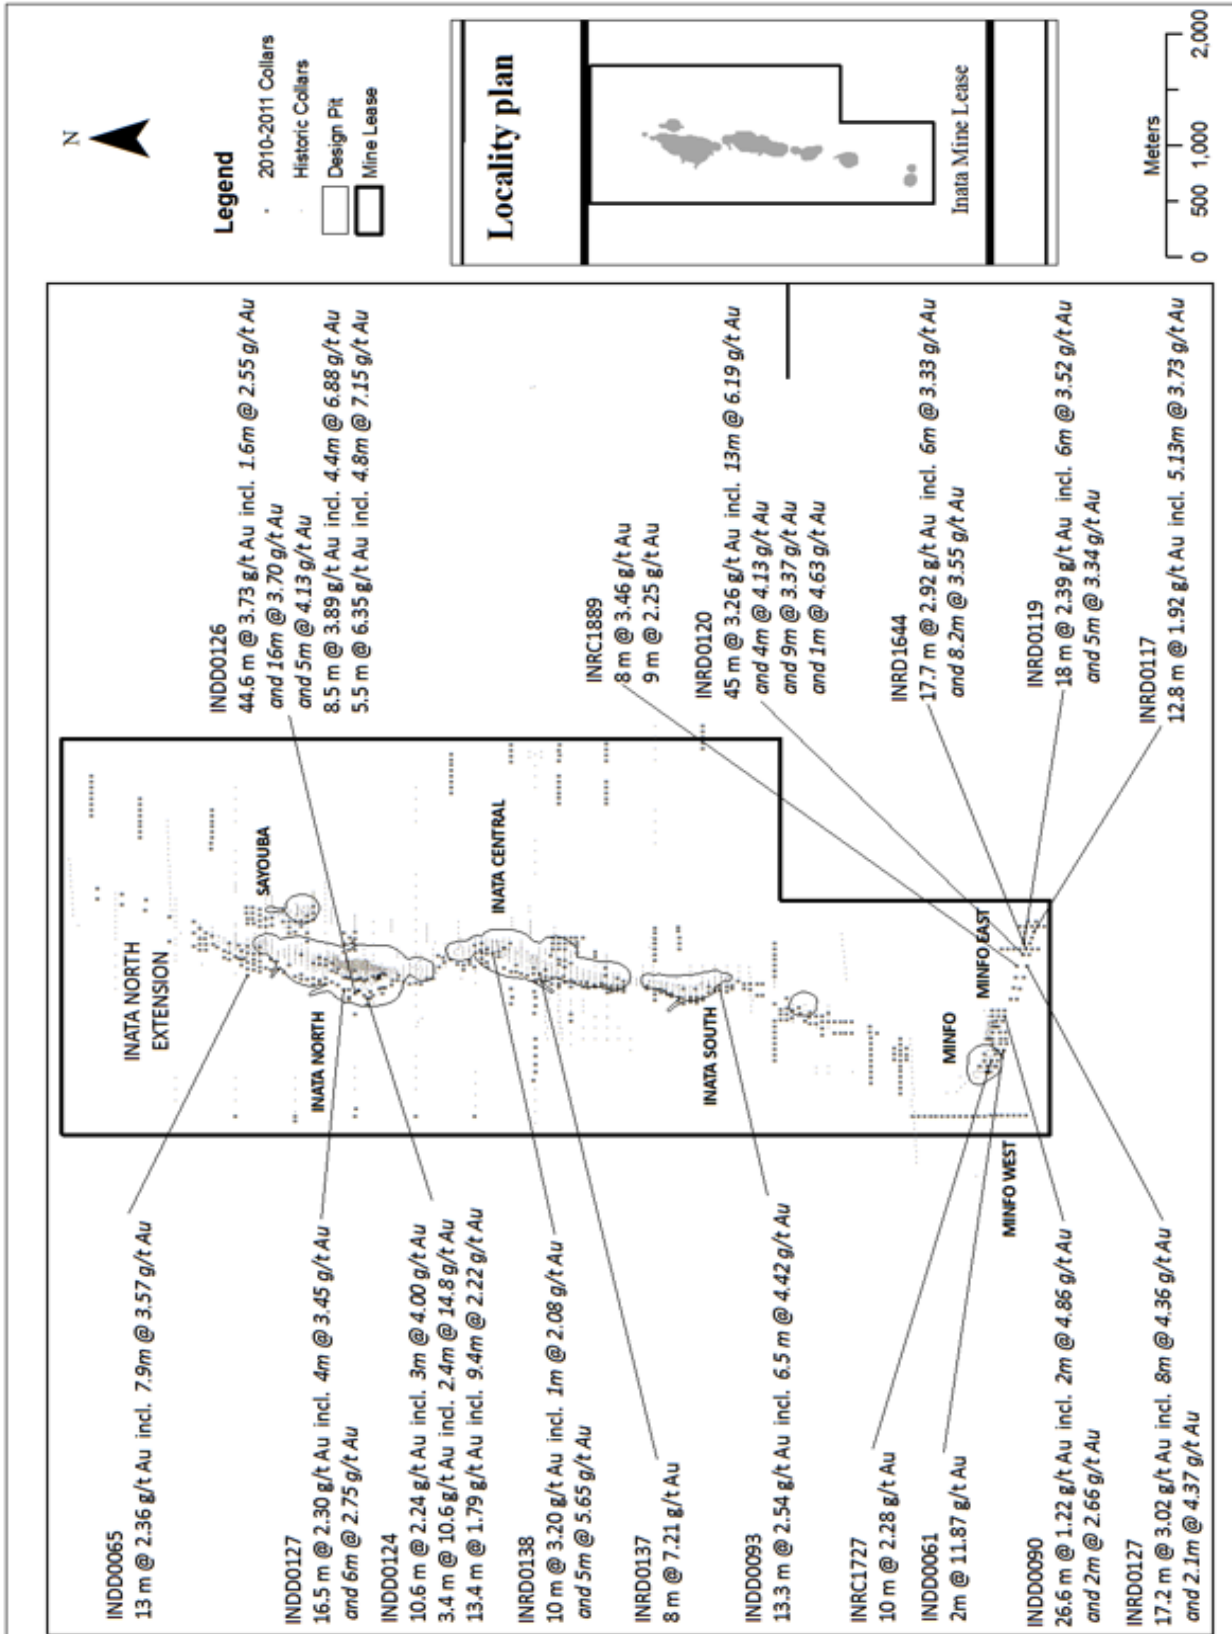 INDD0065
13 m @ 2.36 g/t Au incl. 7.9m @ 3.57 g/t Au
INDD0127
16.5 m @ 2.30 g/t Au incl. 4m @ 3.45 g/t Au
and 6m @ 2.75 g/t Au
INDD0124
10.6 m @ 2.24 g/t Au incl. 3m @ 4.00 g/t Au
3.4 m @ 10.6 g/t Au incl. 2.4m @ 14.8 g/t Au
13.4 m @ 1.79 g/t Au incl. 9.4m @ 2.22 g/t Au
INRD0138
10 m @ 3.20 g/t Au incl. 1m @ 2.08 g/t Au
and 5m @ 5.65 g/t Au
INRD0137
8 m @ 7.21 g/t Au
INDD0093
13.3 m @ 2.54 g/t Au incl. 6.5 m @ 4.42 g/t Au
INRC1727
10 m @ 2.28 g/t Au
INDD0061
2m @ 11.87 g/t Au
INDD0090
26.6 m @ 1.22 g/t Au incl. 2m @ 4.86 g/t Au
and 2m @ 2.66 g/t Au
INRD0127
17.2 m @ 3.02 g/t Au incl. 8m @ 4.36 g/t Au
and 2.1m @ 4.37 g/t Au
INATA NORTH
EXTENSION
SAYOUBA
INATA NORTH
INATA CENTRAL
INATA SOUTH
MINFO
MINFO EAST
MINFO WEST
INDD0126
44.6 m @ 3.73 g/t Au incl. 1.6m @ 2.55 g/t Au
and 16m @ 3.70 g/t Au
and 5m @ 4.13 g/t Au
8.5 m @ 3.89 g/t Au incl. 4.4m @ 6.88 g/t Au
5.5 m @ 6.35 g/t Au incl. 4.8m @ 7.15 g/t Au
INRC1889
8 m @ 3.46 g/t Au
9 m @ 2.25 g/t Au
INRD0120
45 m @ 3.26 g/t Au incl. 13m @ 6.19 g/t Au
and 4m @ 4.13 g/t Au
and 9m @ 3.37 g/t Au
and 1m @ 4.63 g/t Au
INRD1644
17.7 m @ 2.92 g/t Au incl. 6m @ 3.33 g/t Au
and 8.2m @ 3.55 g/t Au
INRD0119
18 m @ 2.39 g/t Au incl. 6m @ 3.52 g/t Au
and 5m @ 3.34 g/t Au
INRD0117
12.8 m @ 1.92 g/t Au incl. 5.13m @ 3.73 g/t Au
N
Legend
2010-2011 Collars
Historic Collars
Design Pit
Mine Lease
Locality plan
Inata Mine Lease
Meters
0 500 1,000 2,000